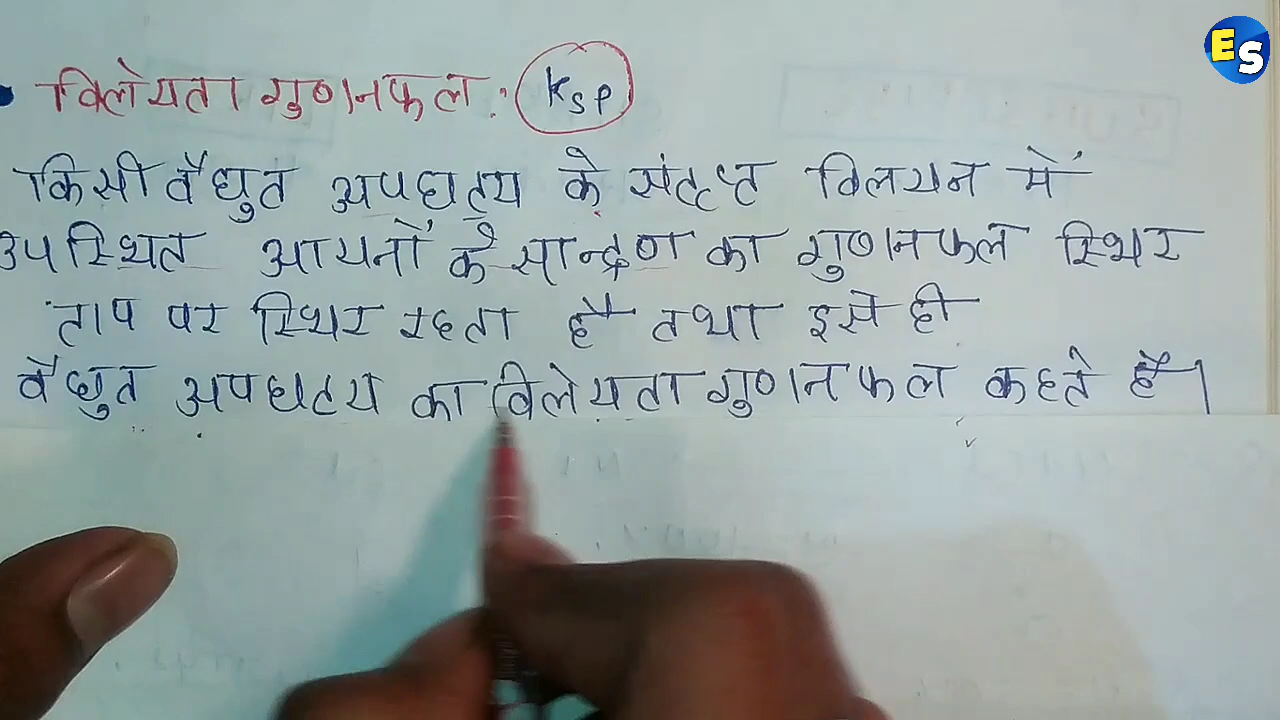 • विलेयता गुणनफल : Ksp
किसी वैद्युत अपघट्य के संतृप्त विलयन में
उपस्थित आयनों के सान्द्रण का गुणनफल स्थिर
ताप पर स्थिर रहता है तथा इसे ही
वैद्युत अपघट्य का विलेयता गुणनफल कहते हैं।
ES